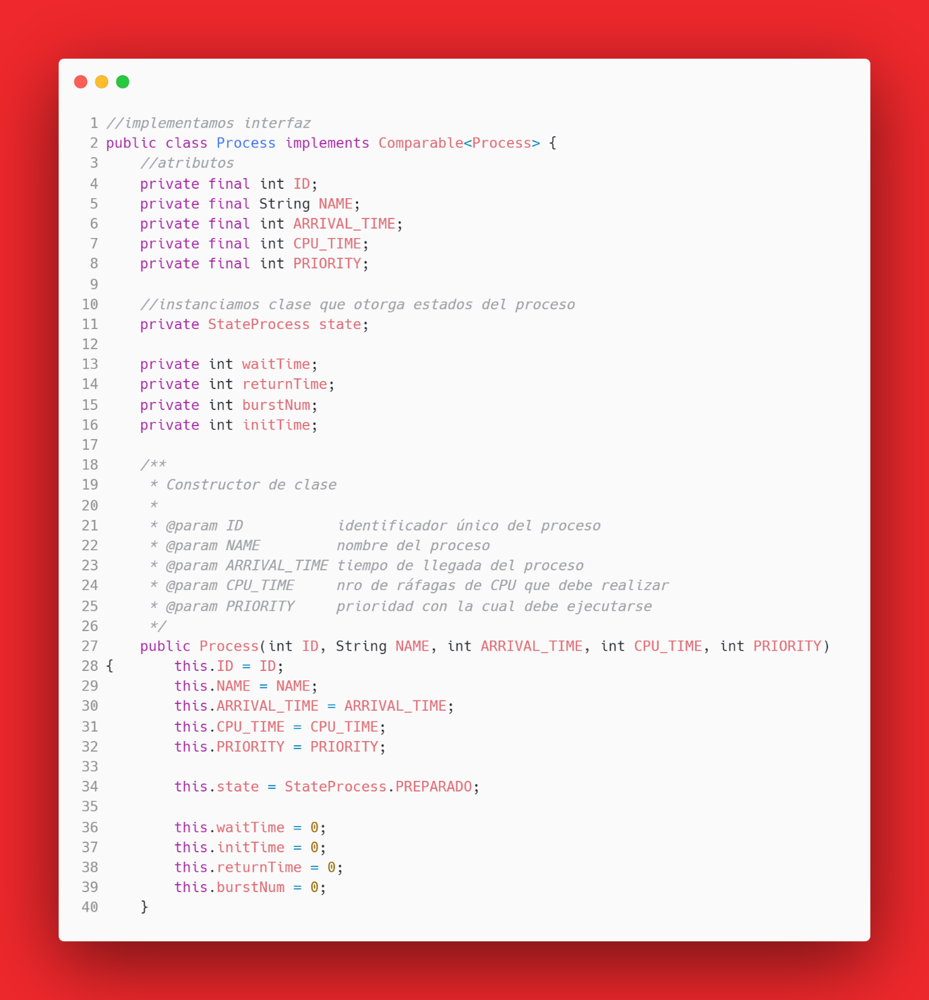 1 //implementamos interfaz
2 public class Process implements Comparable<Process> {
3     //atributos
4     private final int ID;
5     private final String NAME;
6     private final int ARRIVAL_TIME;
7     private final int CPU_TIME;
8     private final int PRIORITY;
9
10     //instanciamos clase que otorga estados del proceso
11     private StateProcess state;
12
13     private int waitTime;
14     private int returnTime;
15     private int burstNum;
16     private int initTime;
17
18     /**
19      * Constructor de clase
20      *
21      * @param ID           identificador único del proceso
22      * @param NAME         nombre del proceso
23      * @param ARRIVAL_TIME tiempo de llegada del proceso
24      * @param CPU_TIME     nro de ráfagas de CPU que debe realizar
25      * @param PRIORITY     prioridad con la cual debe ejecutarse
26      */
27     public Process(int ID, String NAME, int ARRIVAL_TIME, int CPU_TIME, int PRIORITY)
28 {       this.ID = ID;
29         this.NAME = NAME;
30         this.ARRIVAL_TIME = ARRIVAL_TIME;
31         this.CPU_TIME = CPU_TIME;
32         this.PRIORITY = PRIORITY;
33
34         this.state = StateProcess.PREPARADO;
35
36         this.waitTime = 0;
37         this.initTime = 0;
38         this.returnTime = 0;
39         this.burstNum = 0;
40     }